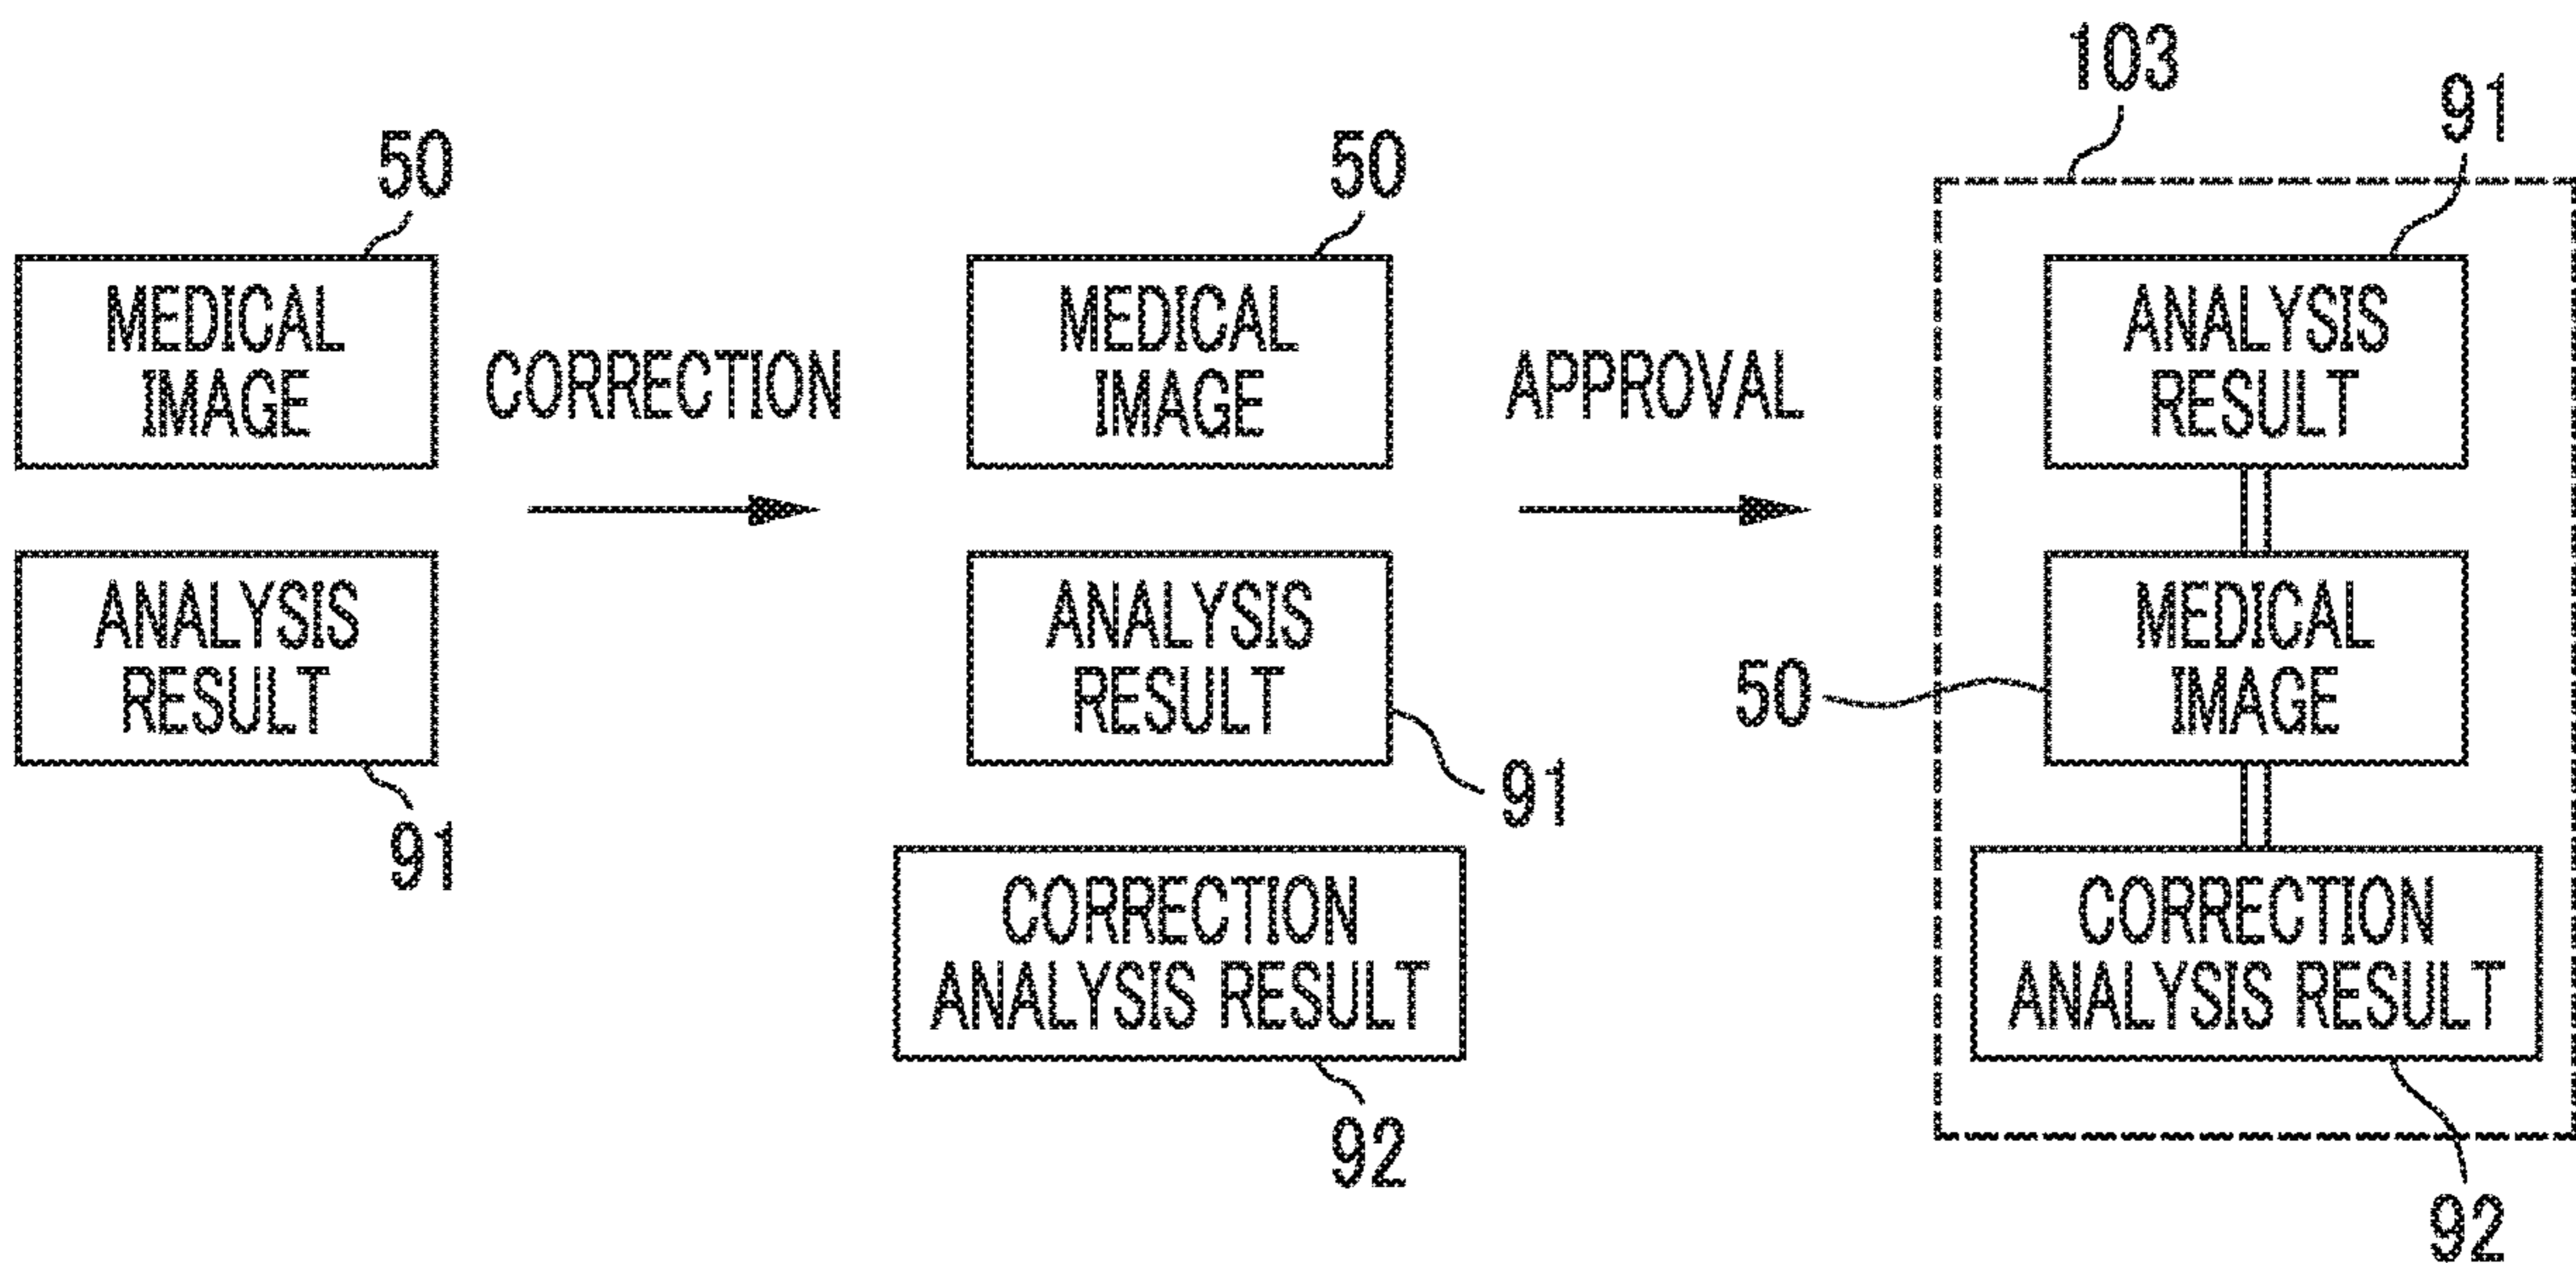 50
MEDICAL
IMAGE
ANALYSIS
RESULT
91
CORRECTION
50
MEDICAL
IMAGE
ANALYSIS
RESULT
91
CORRECTION
ANALYSIS RESULT
92
APPROVAL
103
91
ANALYSIS
RESULT
MEDICAL
IMAGE
50
CORRECTION
ANALYSIS RESULT
92